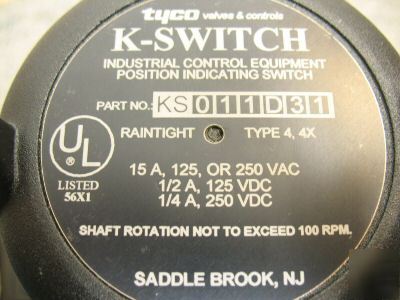 tyco valves & controls
K-SWITCH
INDUSTRIAL CONTROL EQUIPMENT
POSITION INDICATING SWITCH
PART NO.: KS011D31
RAINTIGHT TYPE 4, 4X
UL
®
LISTED
56X1
15 A, 125, OR 250 VAC
1/2 A, 125 VDC
1/4 A, 250 VDC
SHAFT ROTATION NOT TO EXCEED 100 RPM.
SADDLE BROOK, NJ